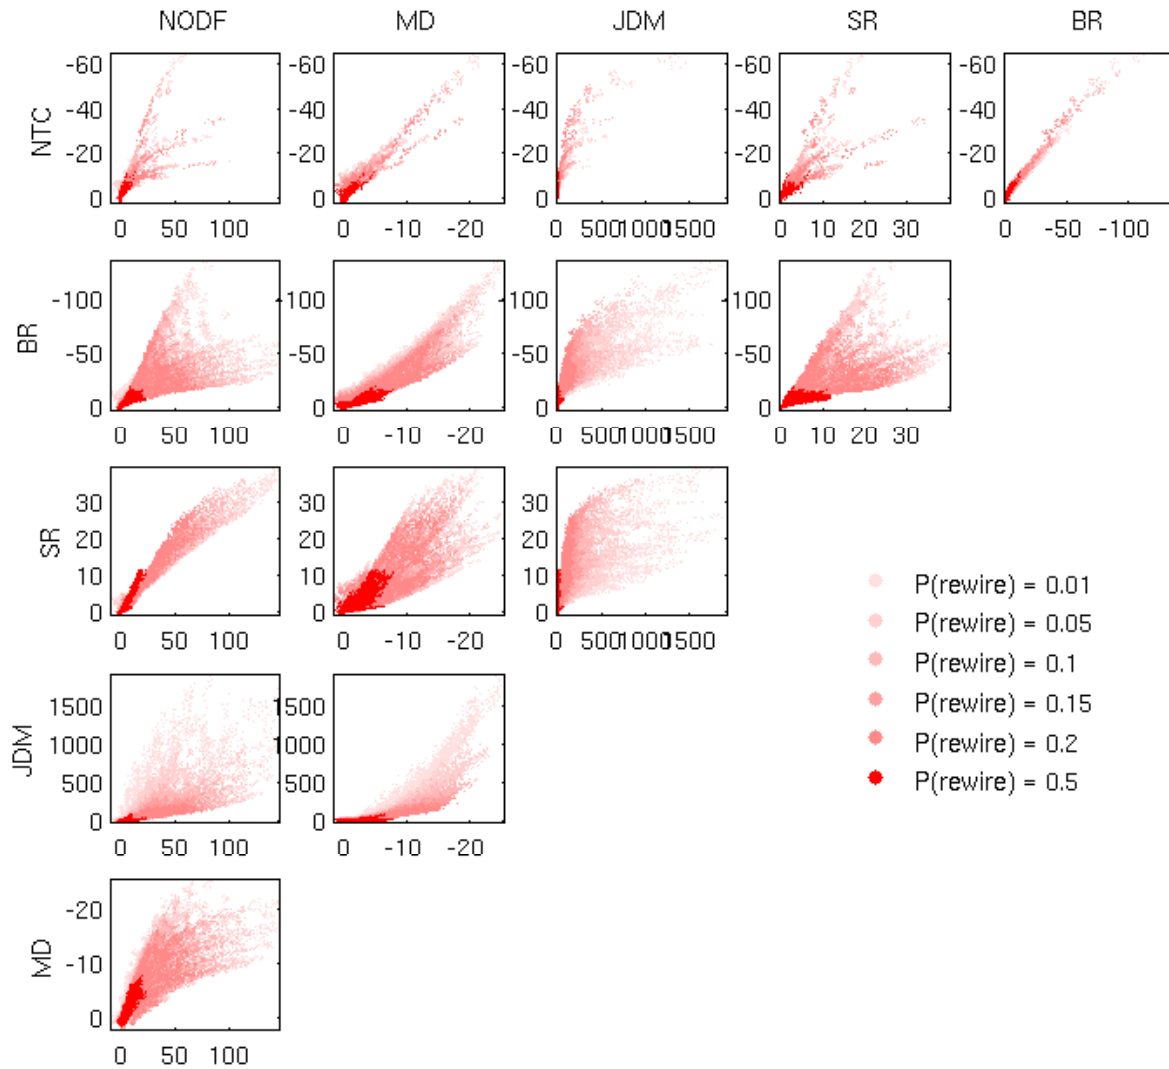 NODF MD JDM SR BR
NTC
-60 -60 -60 -60 -60
-40 -40 -40 -40 -40
-20 -20 -20 -20 -20
0 0 0 0 0
0 50 100 0 -10 -20 0 500 1000 1500 0 10 20 30 0 -50 -100
BR
-100 -100 -100 -100
-50 -50 -50 -50
0 0 0 0
0 50 100 0 -10 -20 0 500 1000 1500 0 10 20 30
SR
30 30 30
20 20 20
10 10 10
0 0 0
0 50 100 0 -10 -20 0 500 1000 1500
P(rewire) = 0.01
P(rewire) = 0.05
P(rewire) = 0.1
P(rewire) = 0.15
P(rewire) = 0.2
P(rewire) = 0.5
JDM
1500 1500
1000 1000
500 500
0 0
0 50 100 0 -10 -20
MD
-20
-10
0
0 50 100